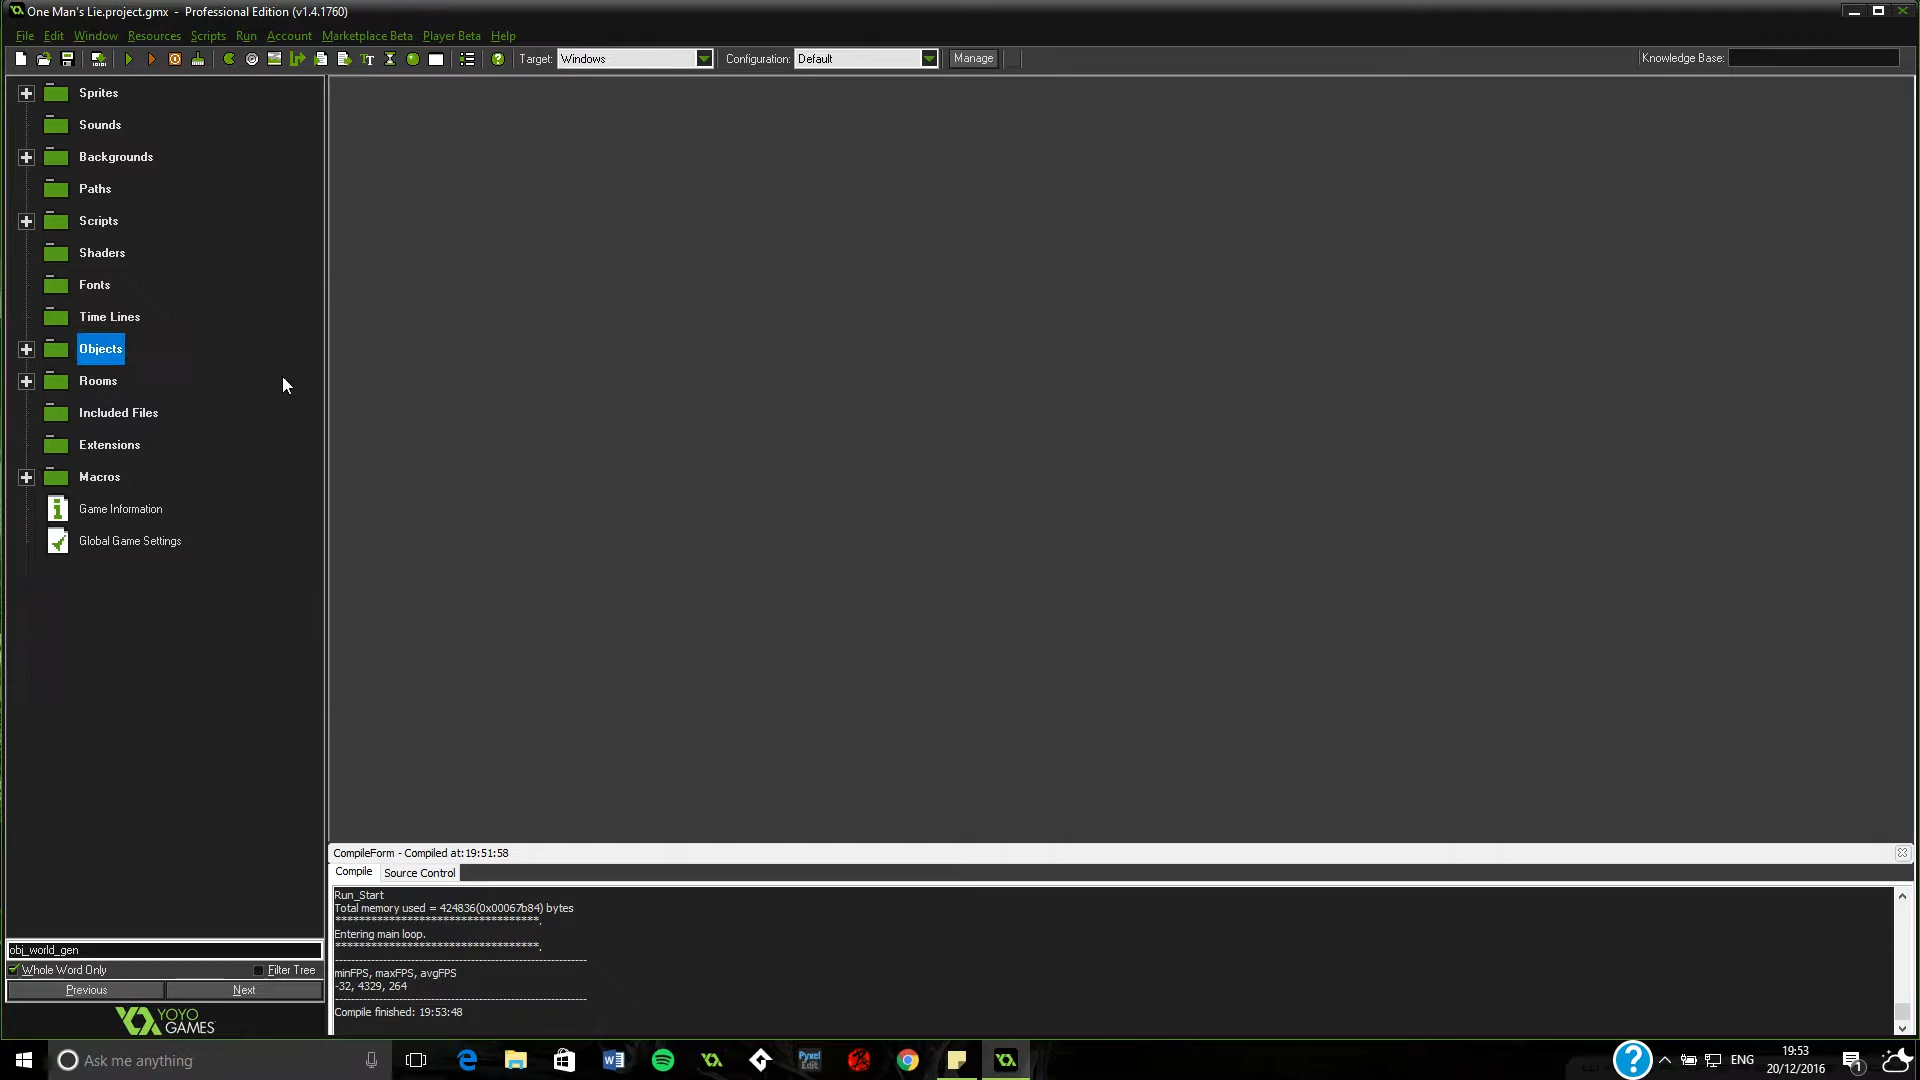 One Man's Lie.project.gmx - Professional Edition (v1.4.1760)
File Edit Window Resources Scripts Run Account Marketplace Beta Player Beta Help
Target: Windows Configuration: Default Manage Knowledge Base:
Sprites
Sounds
Backgrounds
Paths
Scripts
Shaders
Fonts
Time Lines
Objects
Rooms
Included Files
Extensions
Macros
Game Information
Global Game Settings
CompileForm - Compiled at:19:51:58
Compile Source Control
Run_Start
Total memory used = 424836(0x00067b84) bytes
**********************************.
Entering main loop.
**********************************.
minFPS, maxFPS, avgFPS
-32, 4329, 264
Compile finished: 19:53:48
obj_world_gen
Whole Word Only Filter Tree
Previous Next
YOYO
GAMES
Ask me anything
Pyxel
Edit
ENG
19:53
20/12/2016
1